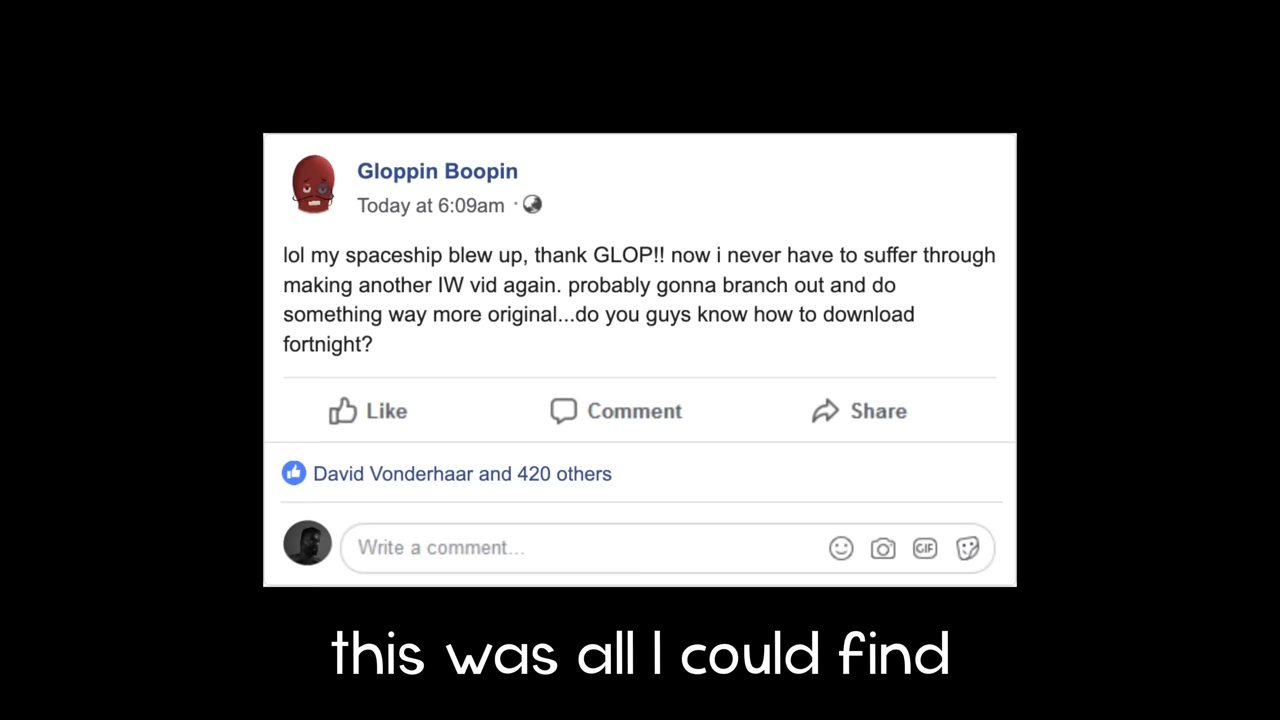 Gloppin Boopin
Today at 6:09am ·
lol my spaceship blew up, thank GLOP!! now i never have to suffer through
making another IW vid again. probably gonna branch out and do
something way more original...do you guys know how to download
fortnight?
Like Comment Share
David Vonderhaar and 420 others
Write a comment... GIF
this was all I could find